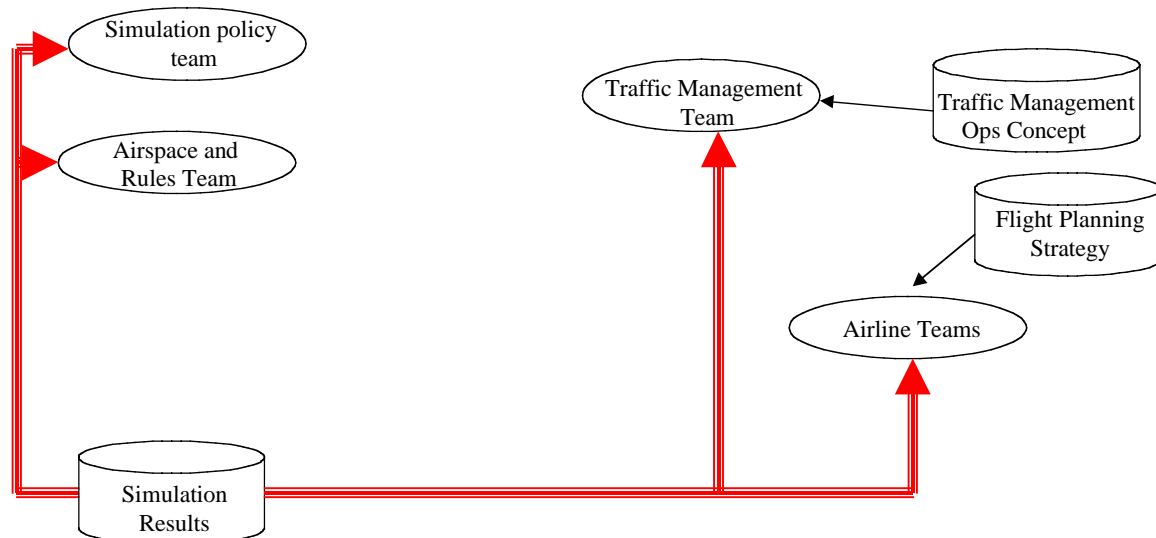 Simulation policy
team
Airspace and
Rules Team
Traffic Management
Team
Traffic Management
Ops Concept
Flight Planning
Strategy
Airline Teams
Simulation
Results